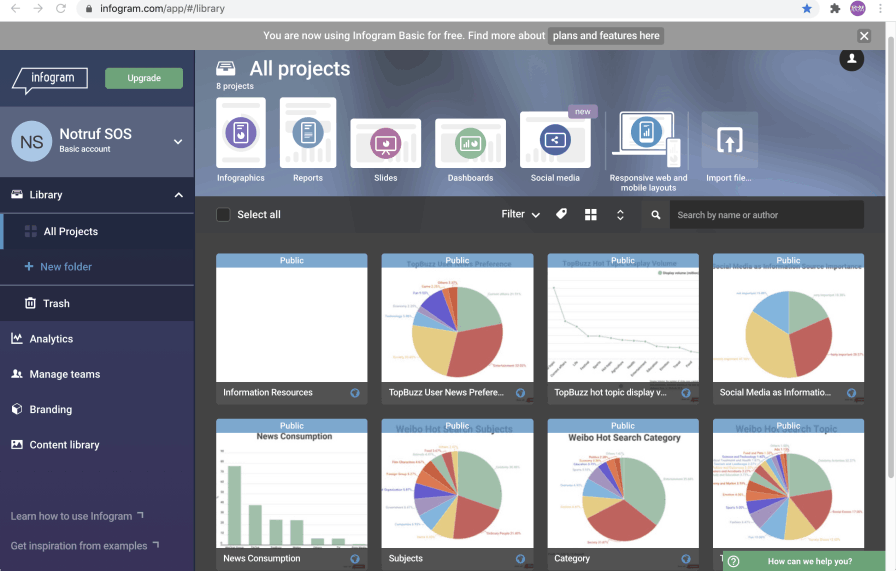 infogram.com/app/#/library
You are now using Infogram Basic for free. Find more about plans and features here
infogram
Upgrade
NS
Notruf SOS
Basic account
Library
All Projects
New folder
Trash
Analytics
Manage teams
Branding
Content library
Learn how to use Infogram
Get inspiration from examples
All projects
8 projects
new
Infographics
Reports
Slides
Dashboards
Social media
Responsive web and
mobile layouts
Import file...
Select all
Filter
Search by name or author
Public
Information Resources
Public
TopBuzz User News Preference
TopBuzz User News Prefere...
Public
TopBuzz Hot Topic Display Volume
TopBuzz hot topic display v...
Public
Social Media as Information Source Importance
Social Media as Informatio...
Public
News Consumption
News Consumption
Public
Weibo Hot Search Subjects
Subjects
Public
Weibo Hot Search Category
Category
Public
Weibo Hot Search Topic
How can we help you?